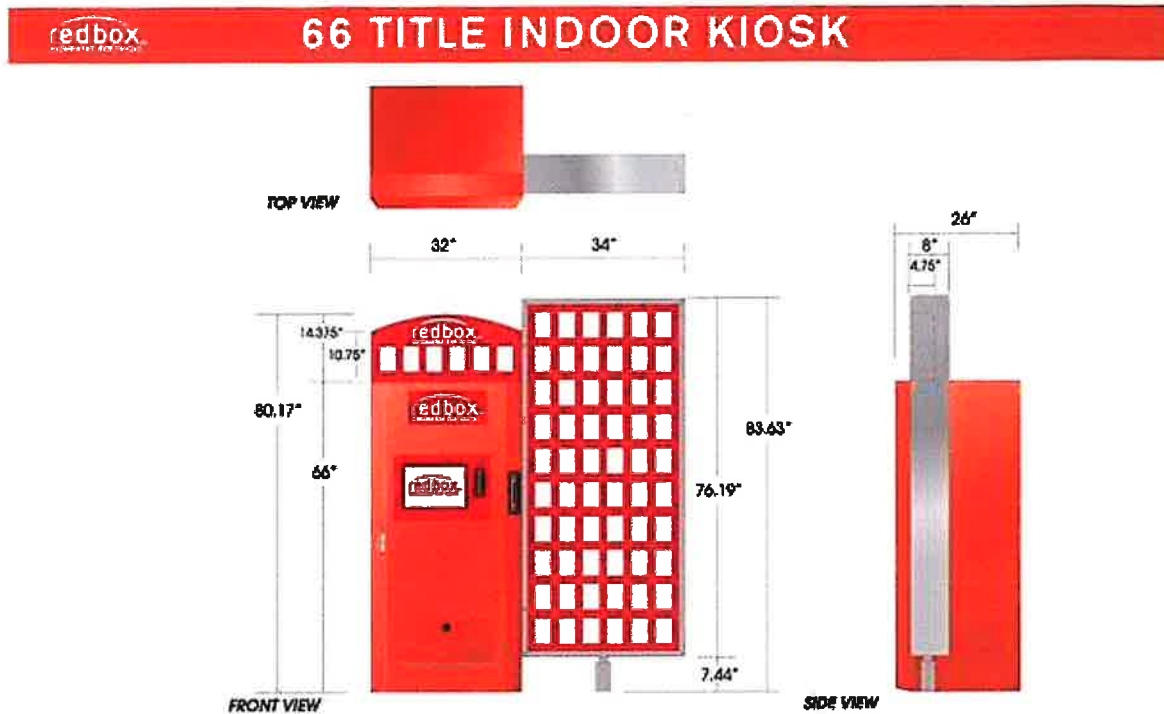 redbox
66 TITLE INDOOR KIOSK
TOP VIEW
32"
34"
26"
8"
4.75"
14.375"
10.75"
80.17"
66"
redbox
redbox
redbox
83.63"
76.19"
7.44"
FRONT VIEW
SIDE VIEW